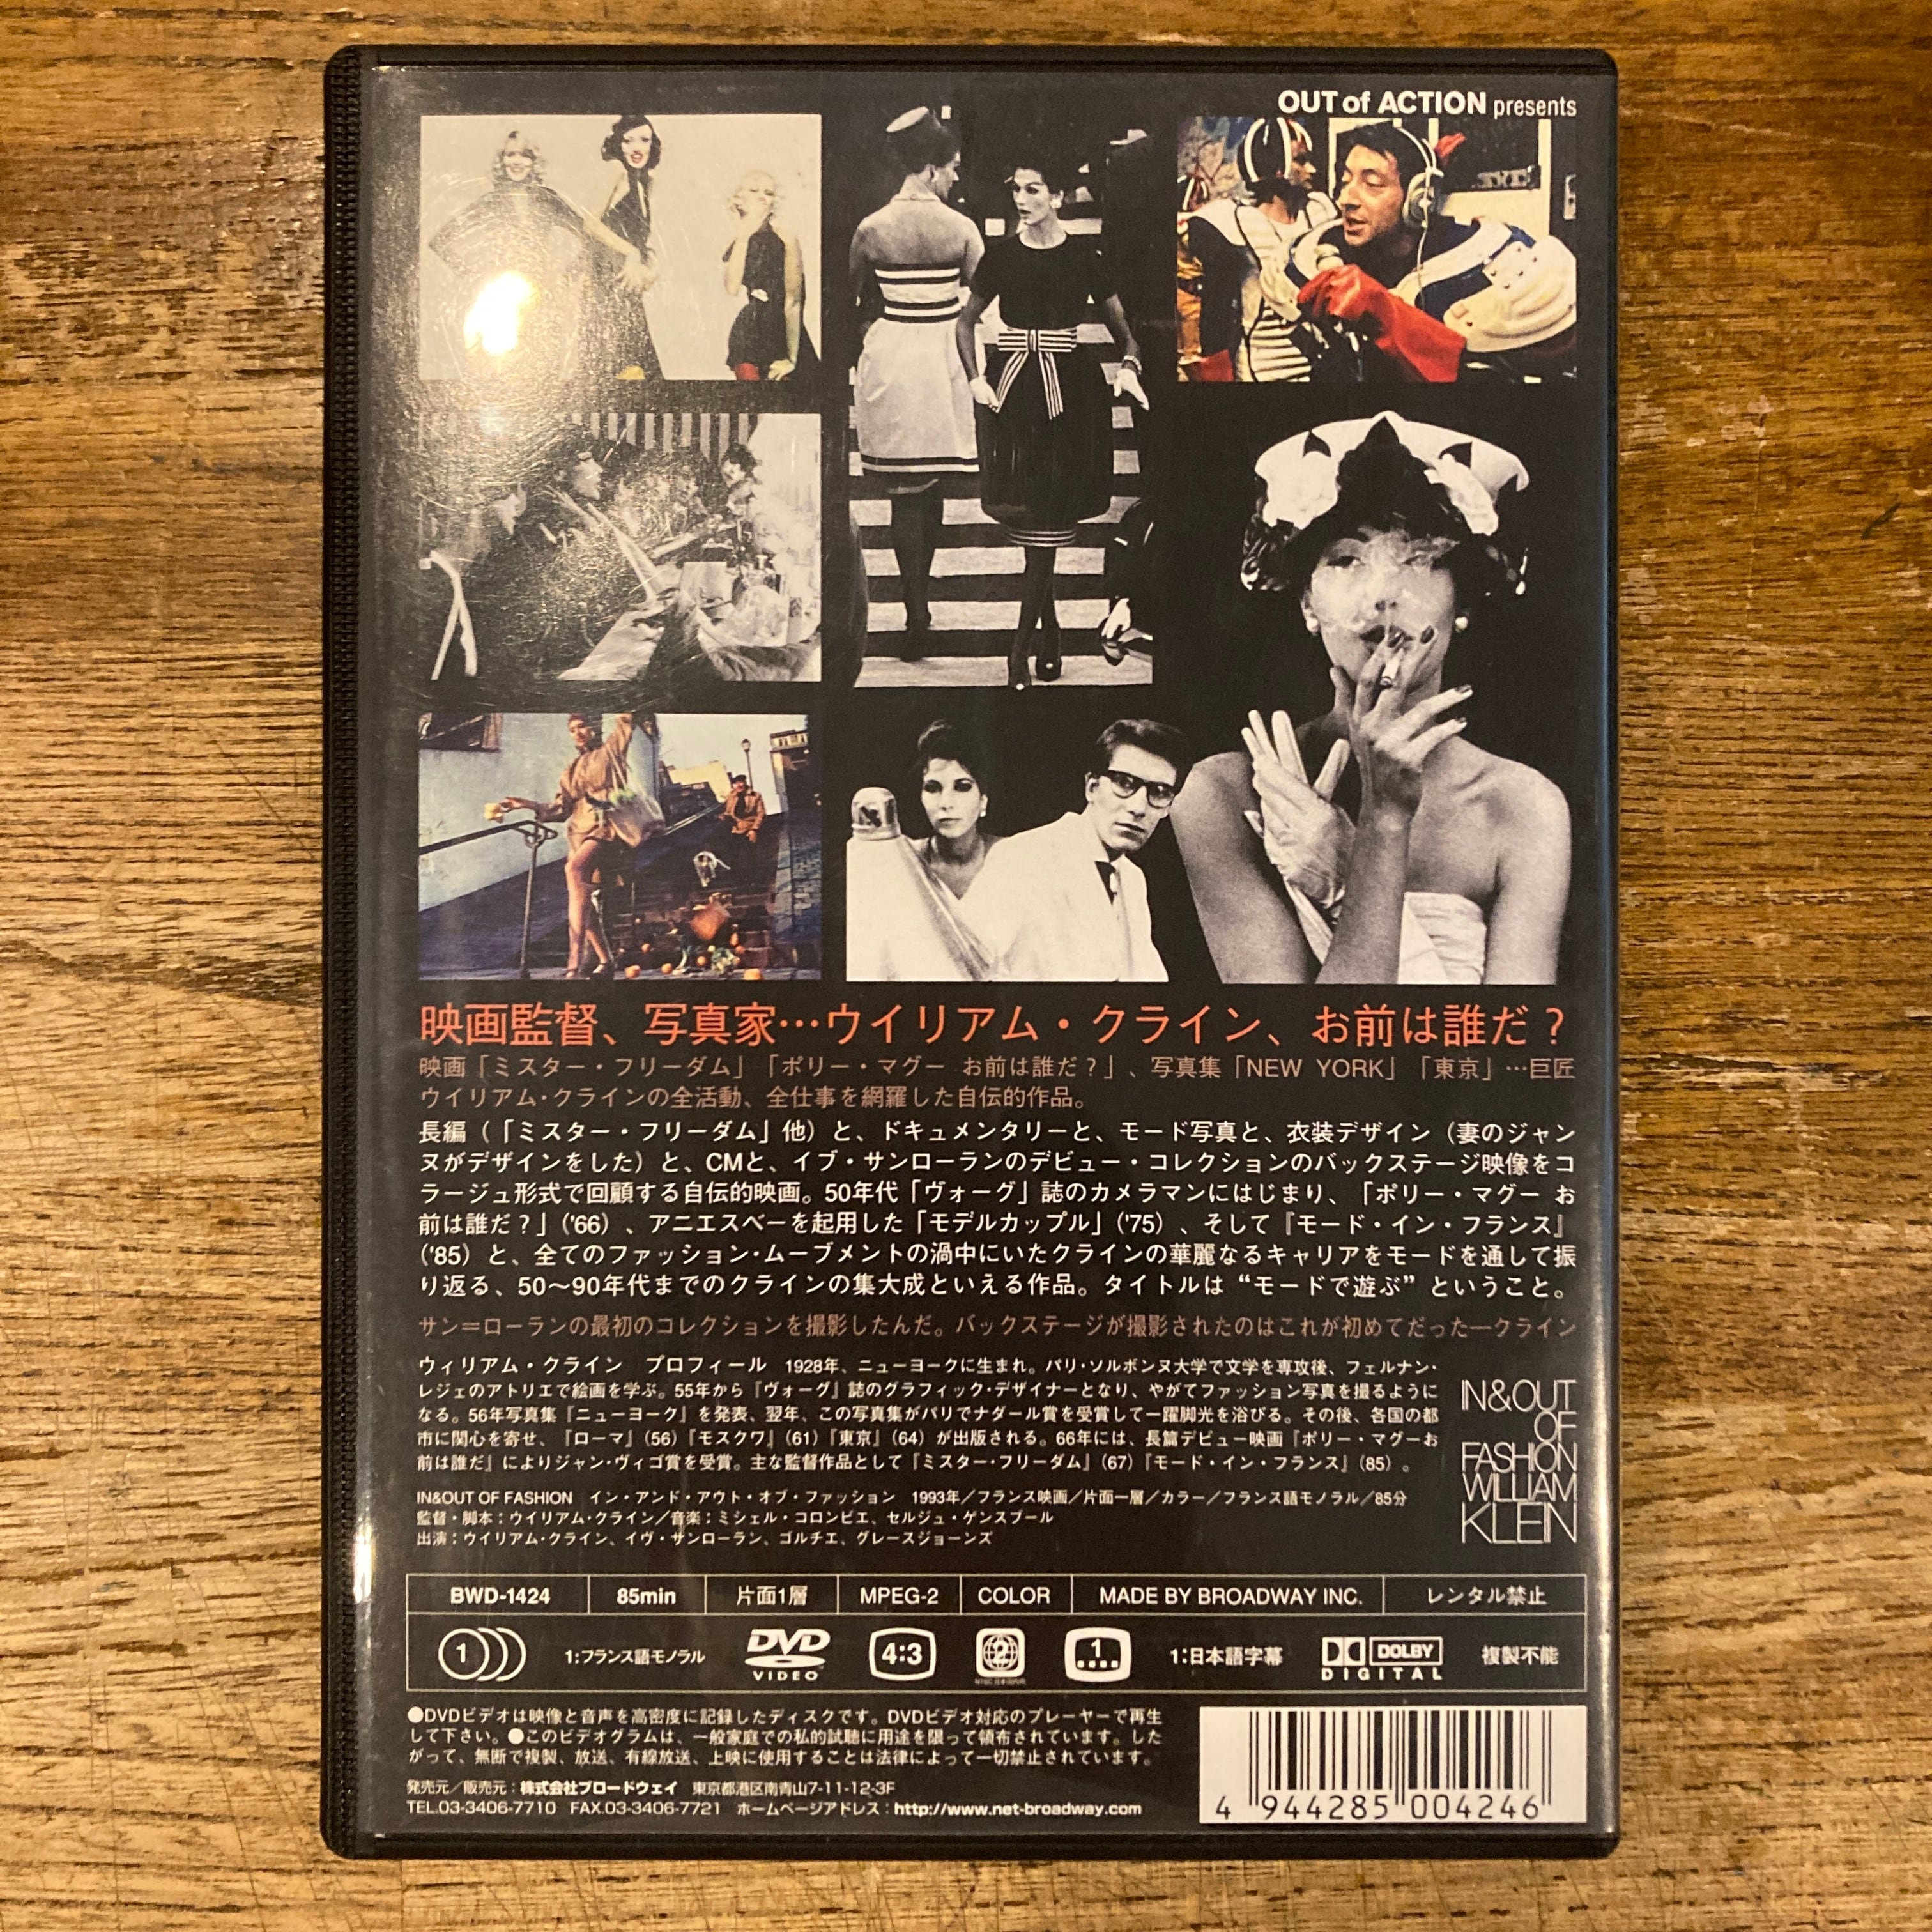 OUT of ACTION presents
映画監督、写真家…ウイリアム・クライン、お前は誰だ？
映画「ミスター・フリーダム」「ポリー・マグー お前は誰だ？」、写真集「NEW YORK」「東京」…巨匠
ウイリアム・クラインの全活動、全仕事を網羅した自伝的作品。
長編（「ミスター・フリーダム」他）と、ドキュメンタリーと、モード写真と、衣装デザイン（妻のジャン
ヌがデザインをした）と、CMと、イブ・サンローランのデビュー・コレクションのバックステージ映像をコ
ラージュ形式で回顧する自伝的映画。50年代「ヴォーグ」誌のカメラマンにはじまり、「ポリー・マグー お
前は誰だ？」（'66）、アニエスベーを起用した「モデルカップル」（'75）、そして『モード・イン・フランス』
（'85）と、全てのファッション・ムーブメントの渦中にいたクラインの華麗なるキャリアをモードを通して振
り返る、50〜90年代までのクラインの集大成といえる作品。タイトルは“モードで遊ぶ”ということ。
サン＝ローランの最初のコレクションを撮影したんだ。バックステージが撮影されたのはこれが初めてだった―クライン
ウィリアム・クライン　プロフィール　1928年、ニューヨークに生まれ。パリ・ソルボンヌ大学で文学を専攻後、フェルナン・
レジェのアトリエで絵画を学ぶ。55年から『ヴォーグ』誌のグラフィック・デザイナーとなり、やがてファッション写真を撮るように
なる。56年写真集『ニューヨーク』を発表、翌年、この写真集がパリでナダール賞を受賞して一躍脚光を浴びる。その後、各国の都
市に関心を寄せ、『ローマ』（56）『モスクワ』（61）『東京』（64）が出版される。66年には、長篇デビュー映画『ポリー・マグーお
前は誰だ』によりジャン・ヴィゴ賞を受賞。主な監督作品として『ミスター・フリーダム』（67）『モード・イン・フランス』（85）。
IN&OUT
OF
FASHION
WILLIAM
KLEIN
IN&OUT OF FASHION　イン・アンド・アウト・オブ・ファッション　1993年／フランス映画／片面一層／カラー／フランス語モノラル／85分
監督・脚本：ウイリアム・クライン／音楽：ミシェル・コロンビエ、セルジュ・ゲンスブール
出演：ウイリアム・クライン、イヴ・サンローラン、ゴルチエ、グレースジョーンズ
BWD-1424 85min 片面1層 MPEG-2 COLOR MADE BY BROADWAY INC. レンタル禁止
1 1:フランス語モノラル DVD VIDEO 4:3 2 1 1:日本語字幕 DOLBY DIGITAL 複製不能
●DVDビデオは映像と音声を高密度に記録したディスクです。DVDビデオ対応のプレーヤーで再生
して下さい。●このビデオグラムは、一般家庭での私的試聴に用途を限って領布されています。した
がって、無断で複製、放送、有線放送、上映に使用することは法律によって一切禁止されています。
発売元／販売元：株式会社ブロードウェイ　東京都港区南青山7-11-12-3F
TEL.03-3406-7710　FAX.03-3406-7721　ホームページアドレス：http://www.net-broadway.com
4 944285 004246